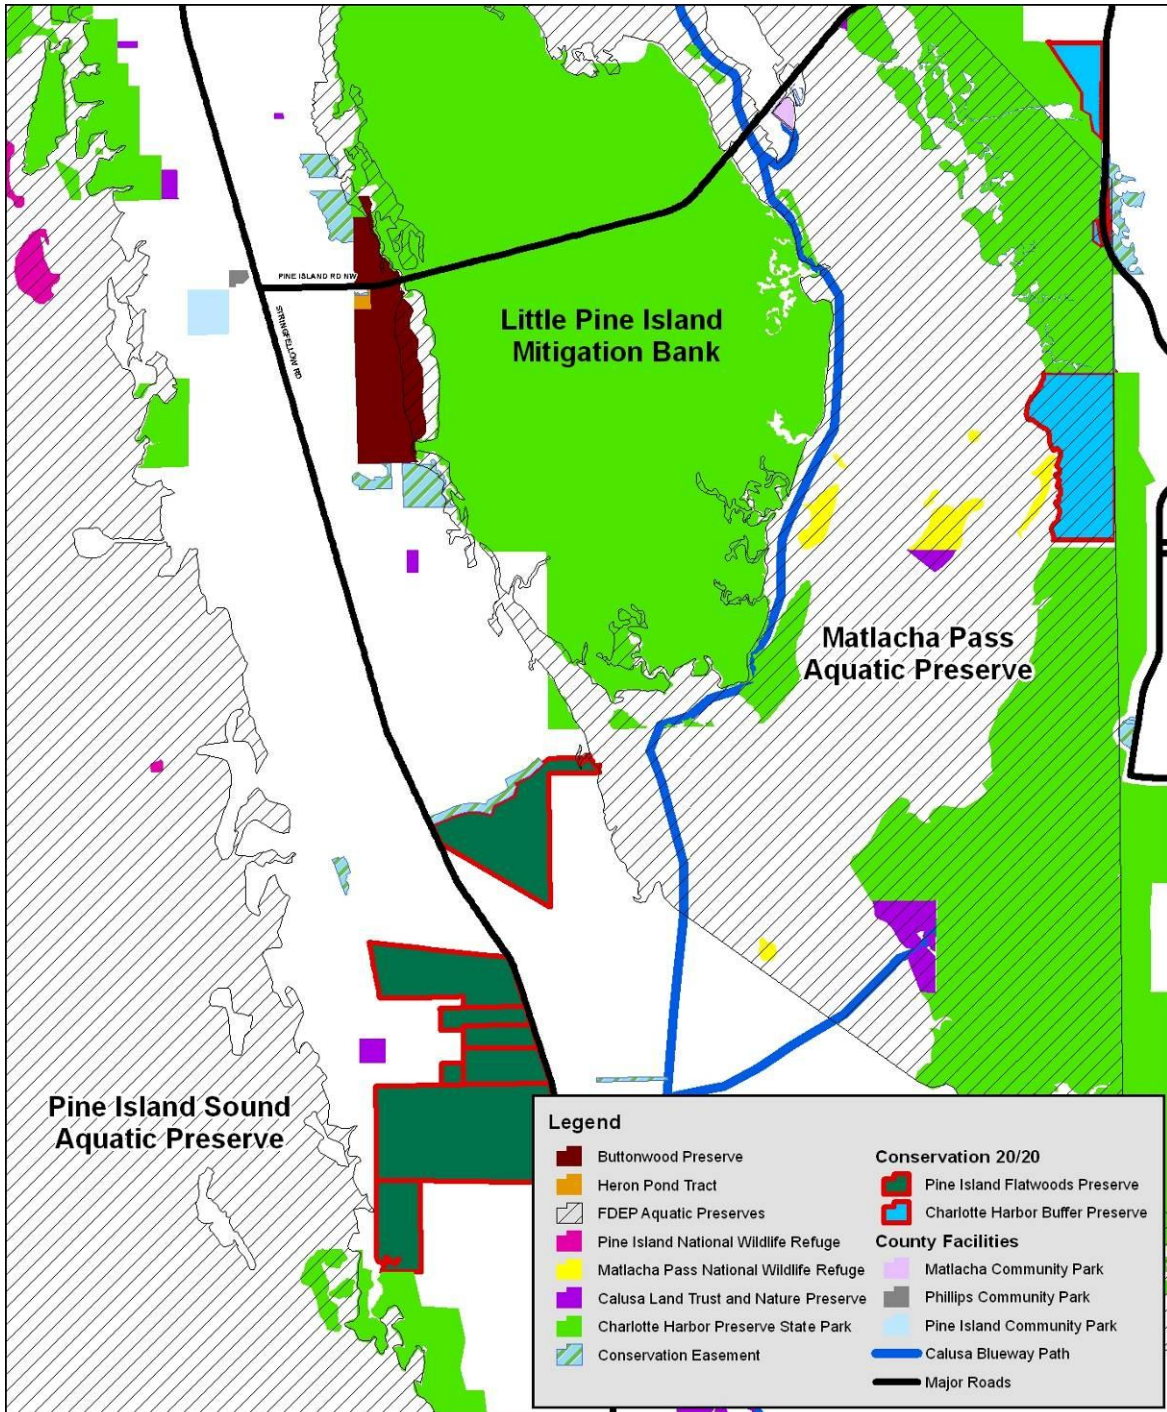 PINE ISLAND RD NW
STRINGFELLOW RD
Little Pine Island
Mitigation Bank
Matlacha Pass
Aquatic Preserve
Pine Island Sound
Aquatic Preserve
Legend
Buttonwood Preserve
Heron Pond Tract
FDEP Aquatic Preserves
Pine Island National Wildlife Refuge
Matlacha Pass National Wildlife Refuge
Calusa Land Trust and Nature Preserve
Charlotte Harbor Preserve State Park
Conservation Easement
Conservation 20/20
Pine Island Flatwoods Preserve
Charlotte Harbor Buffer Preserve
County Facilities
Matlacha Community Park
Phillips Community Park
Pine Island Community Park
Calusa Blueway Path
Major Roads